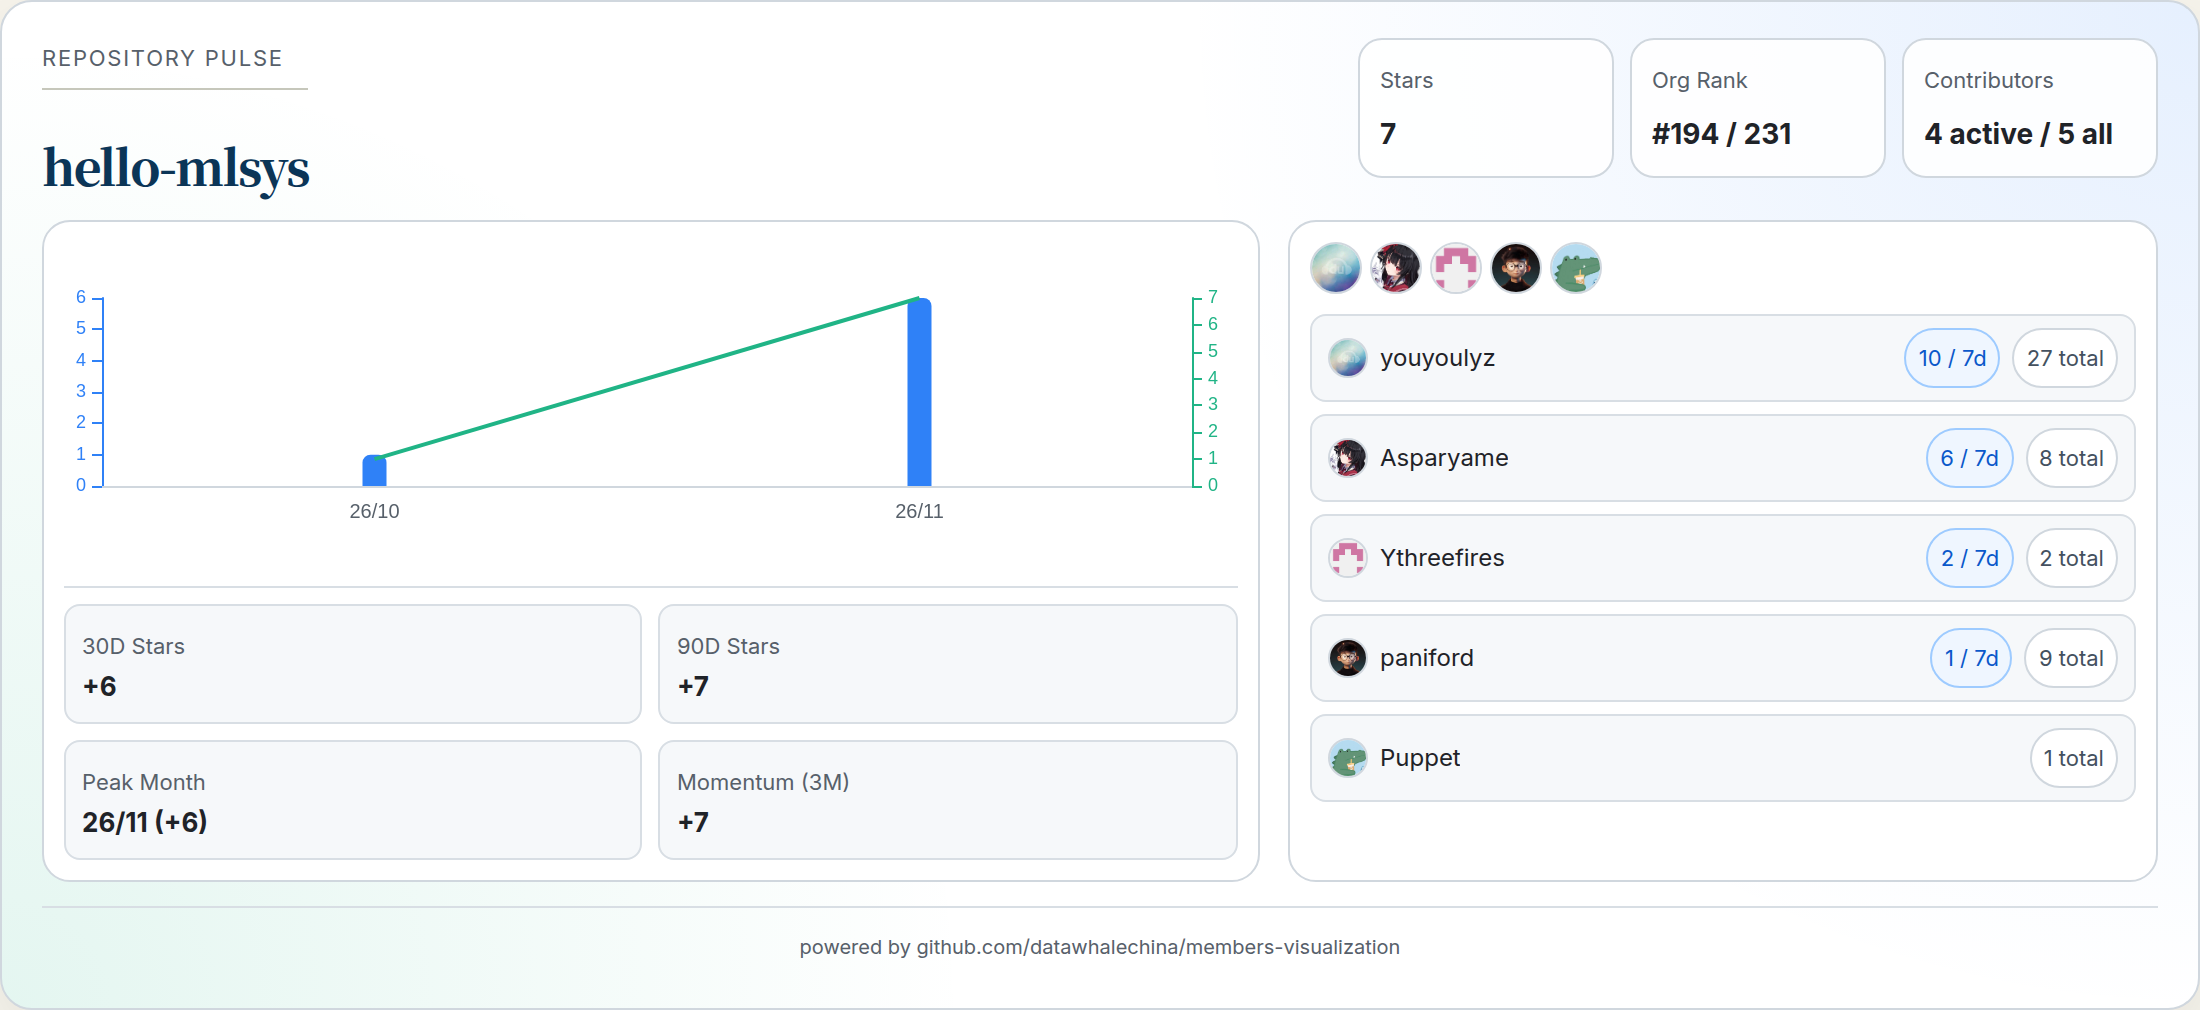 REPOSITORY PULSE
hello-mlsys
Stars
7
Org Rank
#194 / 231
Contributors
4 active / 5 all
6
5
4
3
2
1
0
7
6
5
4
3
2
1
0
26/10
26/11
30D Stars
+6
90D Stars
+7
Peak Month
26/11 (+6)
Momentum (3M)
+7
youyoulyz
10 / 7d
27 total
Asparyame
6 / 7d
8 total
Ythreefires
2 / 7d
2 total
paniford
1 / 7d
9 total
Puppet
1 total
powered by github.com/datawhalechina/members-visualization